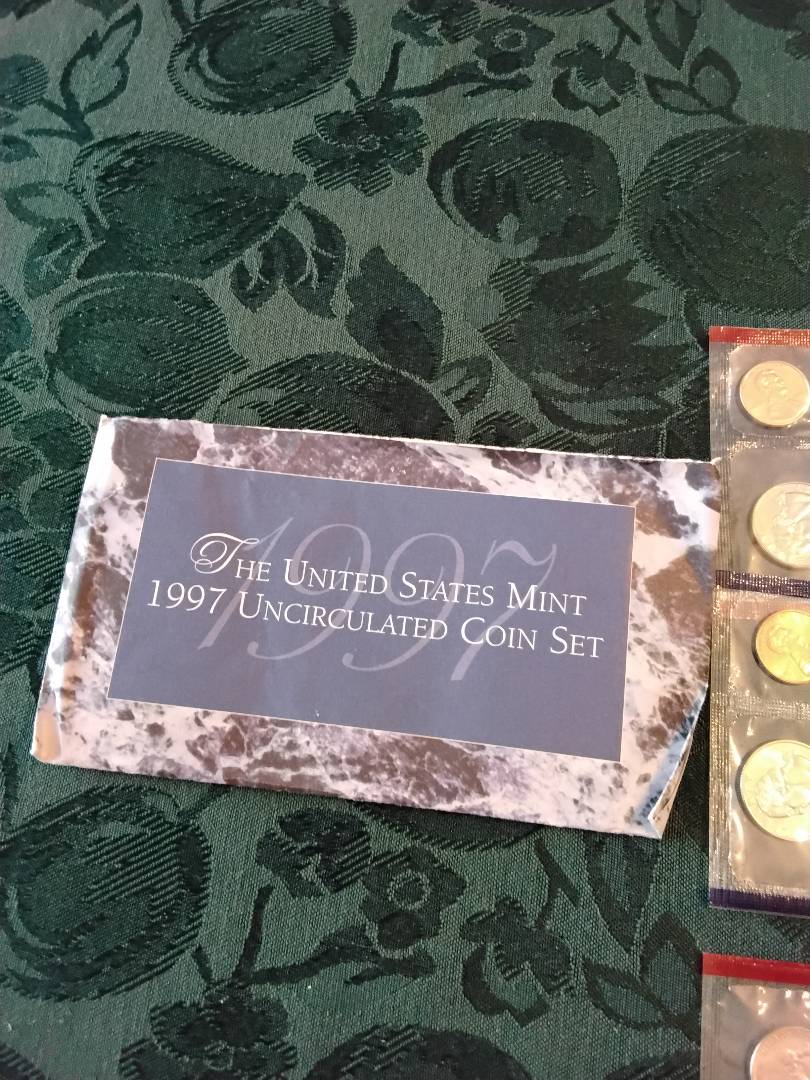 1997
The United States Mint
1997 Uncirculated Coin Set